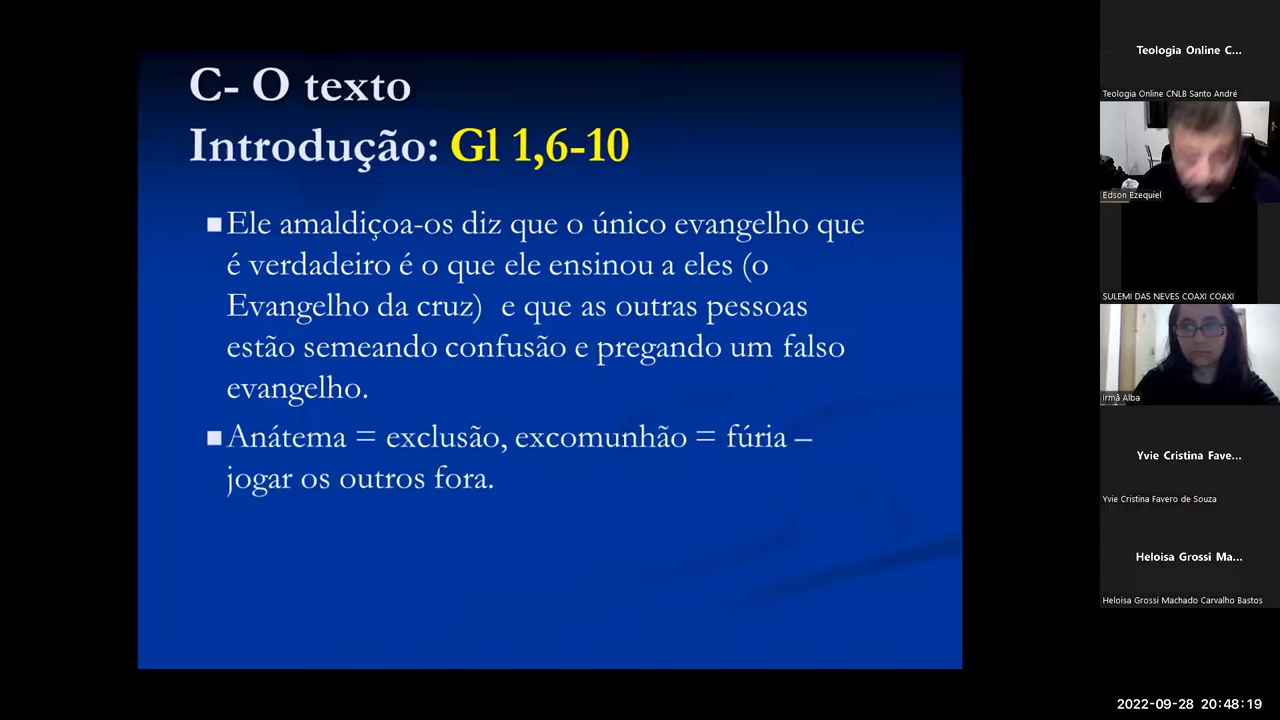 C- O texto
Introdução: Gl 1,6-10
Ele amaldiçoa-os diz que o único evangelho que
é verdadeiro é o que ele ensinou a eles (o
Evangelho da cruz) e que as outras pessoas
estão semeando confusão e pregando um falso
evangelho.
Anátema = exclusão, excomunhão = fúria –
jogar os outros fora.
Teologia Online C...
Teologia Online CNLB Santo André
Edson Ezequiel
SULEMI DAS NEVES COAXI COAXI
Irmã Alba
Yvie Cristina Fave...
Yvie Cristina Favero de Souza
Heloisa Grossi Ma...
Heloisa Grossi Machado Carvalho Bastos
2022-09-28 20:48:19